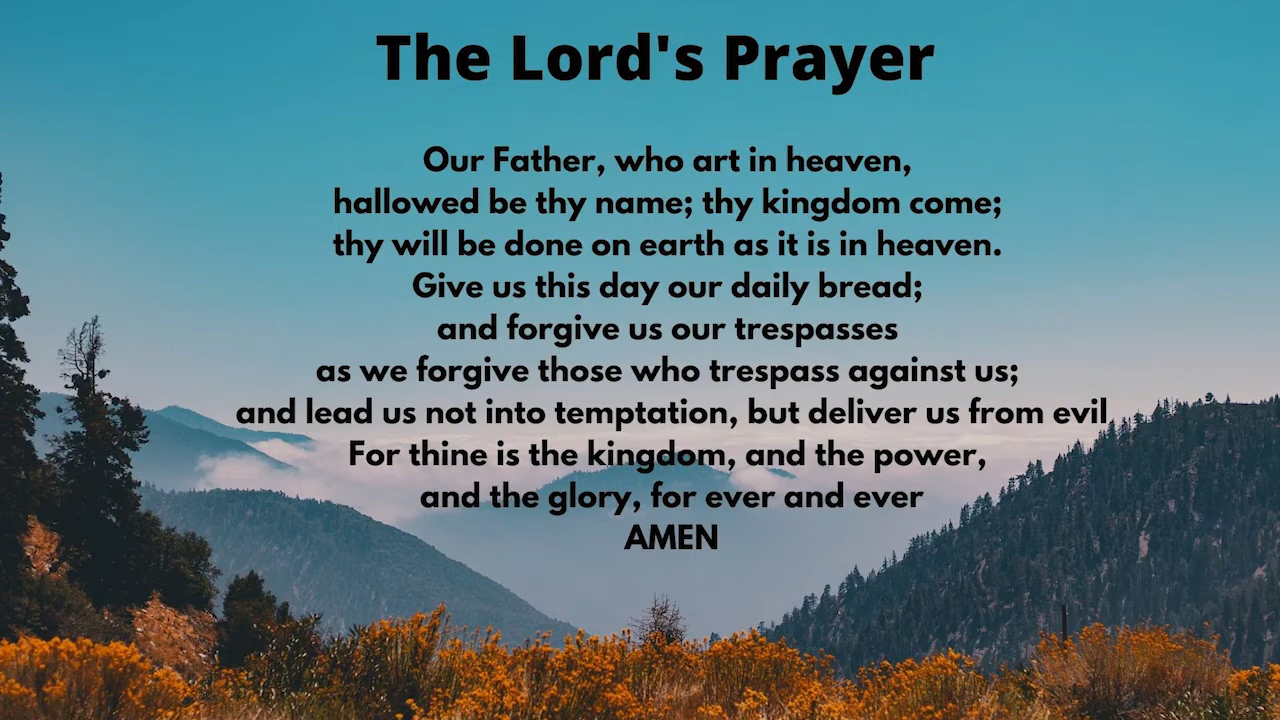 The Lord's Prayer
Our Father, who art in heaven,
hallowed be thy name; thy kingdom come;
thy will be done on earth as it is in heaven.
Give us this day our daily bread;
and forgive us our trespasses
as we forgive those who trespass against us;
and lead us not into temptation, but deliver us from evil
For thine is the kingdom, and the power,
and the glory, for ever and ever
AMEN